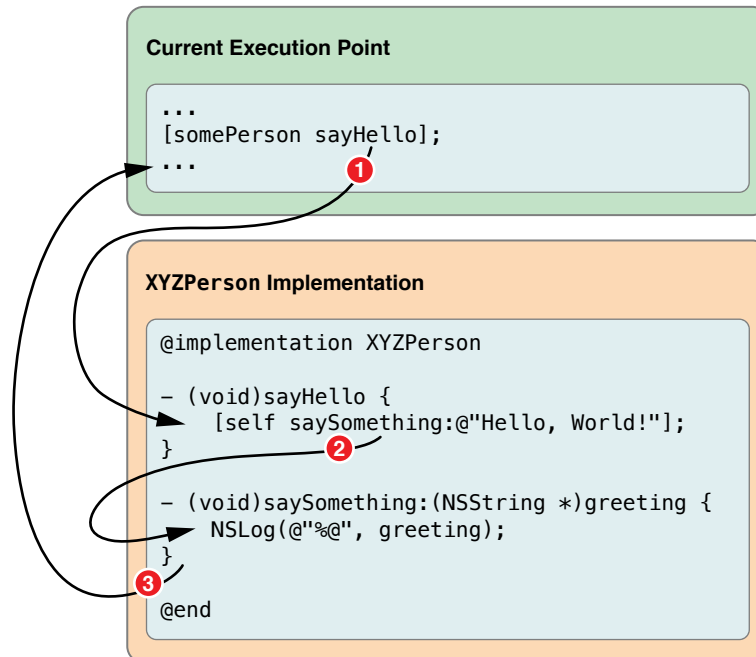 Current Execution Point
...
[somePerson sayHello];
...
1
XYZPerson Implementation
@implementation XYZPerson
- (void)sayHello {
[self saySomething:@"Hello, World!"];
}
2
- (void)saySomething:(NSString *)greeting {
NSLog(@"%@", greeting);
}
3
@end